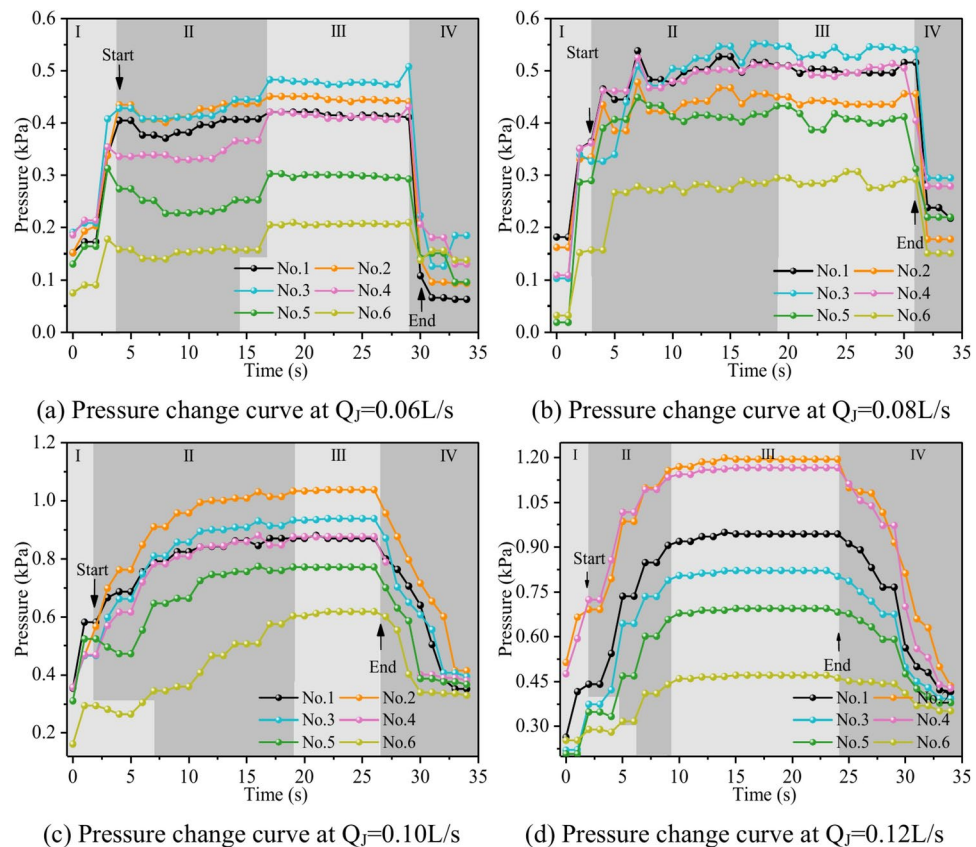 I II III IV
Start
End
Pressure (kPa)
0.6
0.5
0.4
0.3
0.2
0.1
0.0
No.1 No.2
No.3 No.4
No.5 No.6
0 5 10 15 20 25 30 35
Time (s)
(a) Pressure change curve at QJ=0.06L/s
I II III IV
Start
End
Pressure (kPa)
0.6
0.5
0.4
0.3
0.2
0.1
0.0
No.1 No.2
No.3 No.4
No.5 No.6
0 5 10 15 20 25 30 35
Time (s)
(b) Pressure change curve at QJ=0.08L/s
I II III IV
Start
End
Pressure (kPa)
1.2
1.0
0.8
0.6
0.4
0.2
No.1 No.2
No.3 No.4
No.5 No.6
0 5 10 15 20 25 30 35
Time (s)
(c) Pressure change curve at QJ=0.10L/s
I II III IV
Start
End
Pressure (kPa)
1.20
1.05
0.90
0.75
0.60
0.45
0.30
No.1 No.2
No.3 No.4
No.5 No.6
0 5 10 15 20 25 30 35
Time (s)
(d) Pressure change curve at QJ=0.12L/s